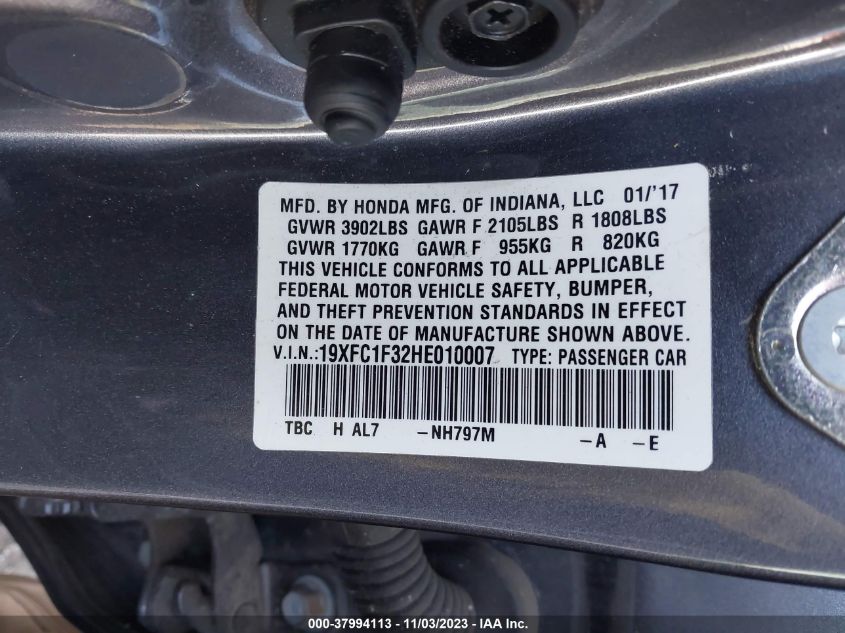 MFD. BY HONDA MFG. OF INDIANA, LLC 01/'17
GVWR 3902LBS GAWR F 2105LBS R 1808LBS
GVWR 1770KG GAWR F 955KG R 820KG
THIS VEHICLE CONFORMS TO ALL APPLICABLE
FEDERAL MOTOR VEHICLE SAFETY, BUMPER,
AND THEFT PREVENTION STANDARDS IN EFFECT
ON THE DATE OF MANUFACTURE SHOWN ABOVE.
V.I.N.:19XFC1F32HE010007 TYPE: PASSENGER CAR
TBC H AL7 -NH797M -A -E
000-37994113 - 11/03/2023 - IAA Inc.